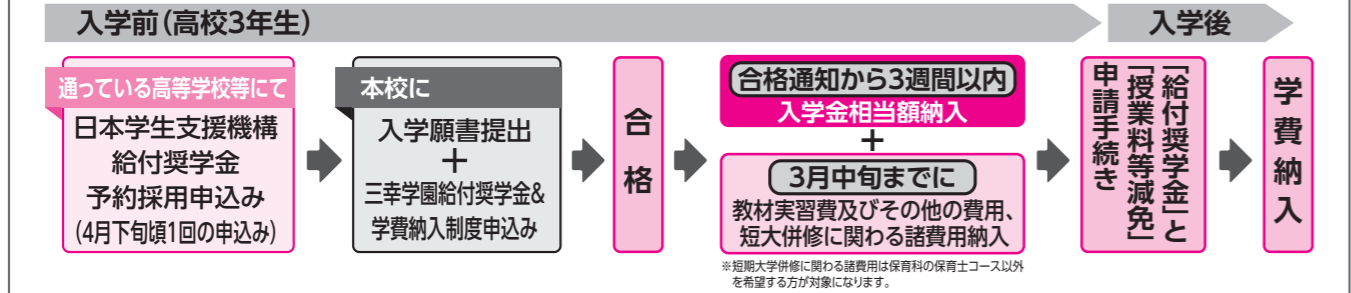 入学前(高校3年生)
入学後
通っている高等学校等にて
日本学生支援機構
給付奨学金
予約採用申込み
(4月下旬頃1回の申込み)
本校に
入学願書提出
+
三幸学園給付奨学金&
学費納入制度申込み
合格
合格通知から3週間以内
入学金相当額納入
+
3月中旬までに
教材実習費及びその他の費用、
短大併修に関わる諸費用納入
※短期大学併修に関わる諸費用は保育科の保育士コース以外
を希望する方が対象になります。
「給付奨学金」と
「授業料等減免」
申請手続き
学費納入